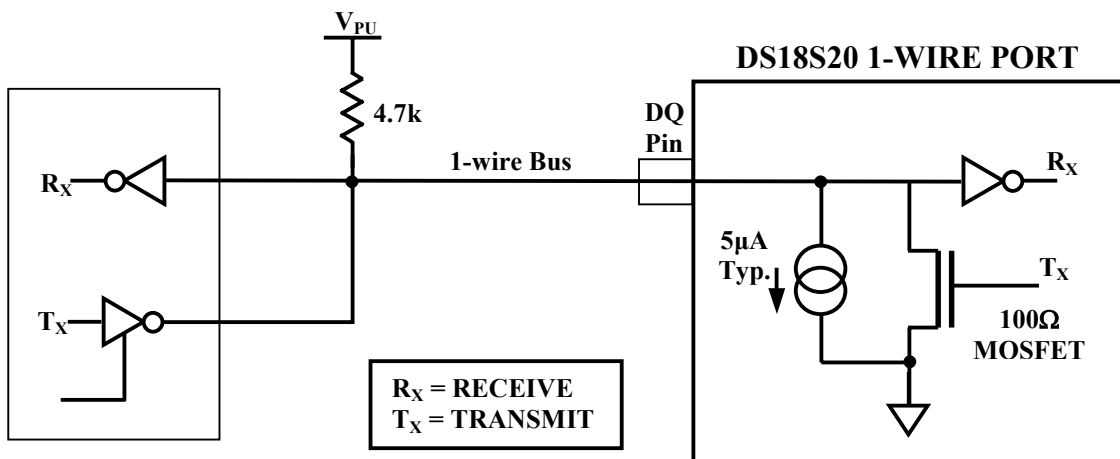 V_PU
DS18S20 1-WIRE PORT
4.7k
DQ
Pin
1-wire Bus
R_X
R_X
5µA
Typ.
T_X
T_X
100Ω
MOSFET
R_X = RECEIVE
T_X = TRANSMIT